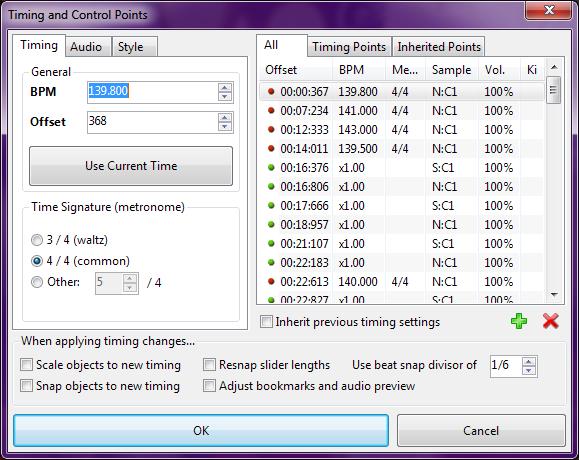 Timing and Control Points
X
Timing Audio Style
General
BPM 139.800
Offset 368
Use Current Time
Time Signature (metronome)
3 / 4 (waltz)
4 / 4 (common)
Other: 5 / 4
All Timing Points Inherited Points
Offset BPM Me... Sample Vol. Ki
00:00:367 139.800 4/4 N:C1 100%
00:07:234 141.000 4/4 N:C1 100%
00:12:333 143.000 4/4 N:C1 100%
00:14:011 139.500 4/4 N:C1 100%
00:16:376 x1.00 S:C1 100%
00:16:806 x1.00 N:C1 100%
00:17:666 x1.00 S:C1 100%
00:18:957 x1.00 N:C1 100%
00:21:107 x1.00 S:C1 100%
00:22:183 x1.00 N:C1 100%
00:22:613 140.000 4/4 N:C1 100%
00:22:827 x1.00 S:C1 100%
Inherit previous timing settings
When applying timing changes...
Scale objects to new timing Resnap slider lengths Use beat snap divisor of 1/6
Snap objects to new timing Adjust bookmarks and audio preview
OK Cancel